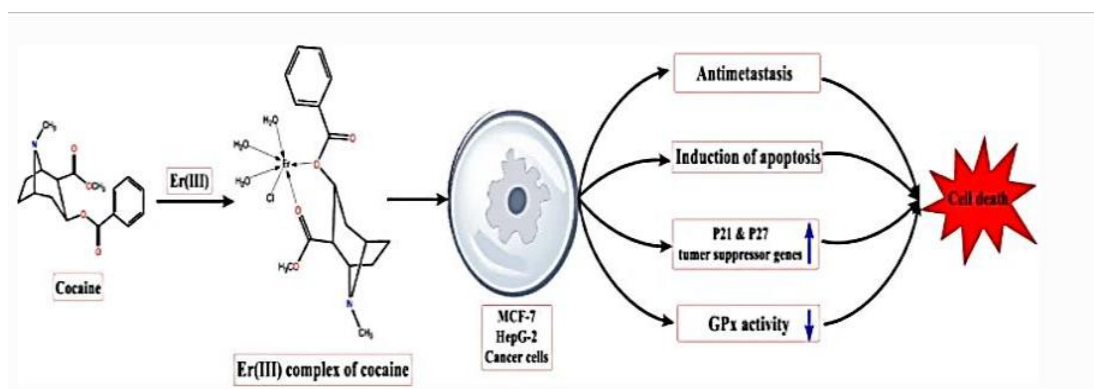 CH₃
N
O
OCH₃
O
O
Cocaine
Er(III)
O
H₂O
H₂O
Er
O
H₂O
Cl
O
H₃CO
N
CH₃
Er(III) complex of cocaine
MCF-7
HepG-2
Cancer cells
Antimetastasis
Induction of apoptosis
P21 & P27
tumer suppressor genes
GPx activity
Cell death